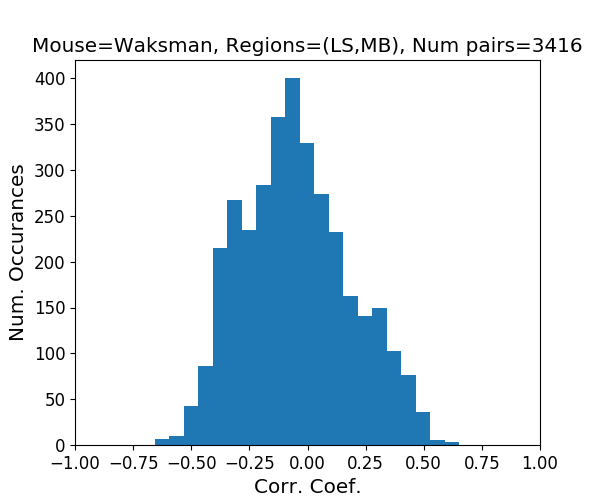 Mouse=Waksman, Regions=(LS,MB), Num pairs=3416
400
350
300
250
200
150
100
50
0
Num. Occurances
−1.00 −0.75 −0.50 −0.25 0.00 0.25 0.50 0.75 1.00
Corr. Coef.